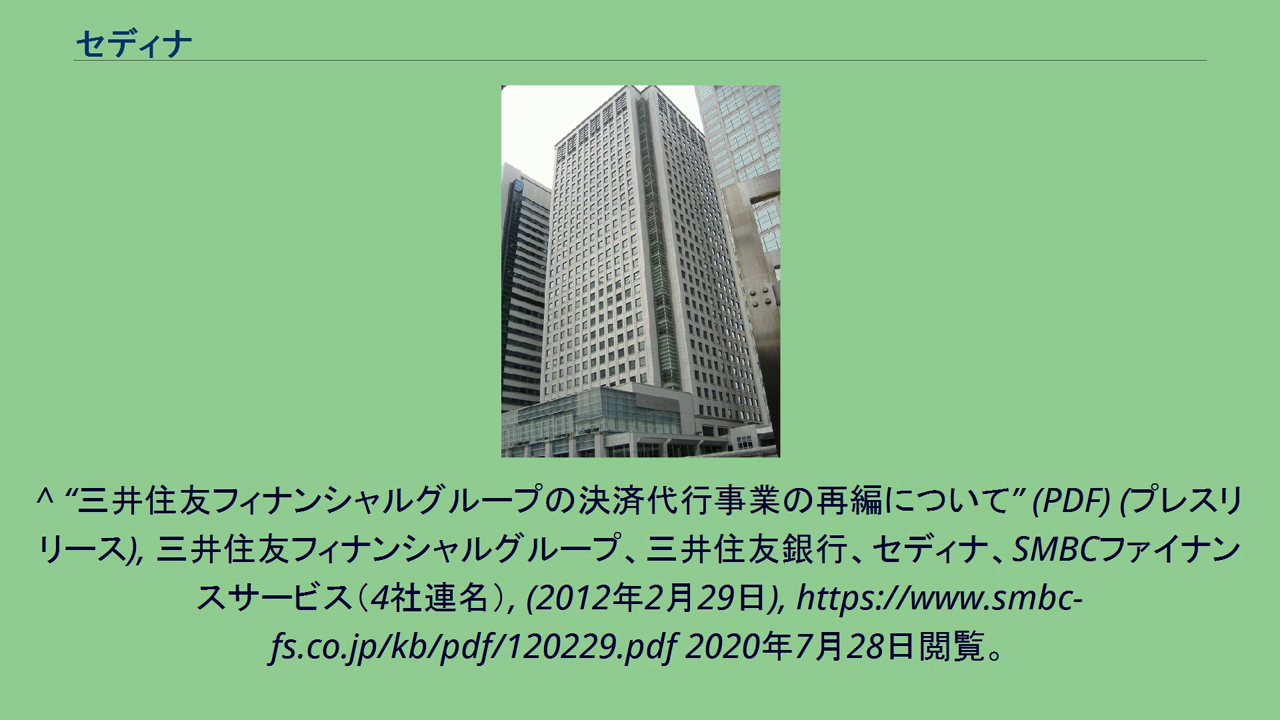 セディナ
^ “三井住友フィナンシャルグループの決済代行事業の再編について” (PDF) (プレスリ
リース), 三井住友フィナンシャルグループ、三井住友銀行、セディナ、SMBCファイナン
スサービス（4社連名）, (2012年2月29日), https://www.smbc-
fs.co.jp/kb/pdf/120229.pdf 2020年7月28日閲覧。